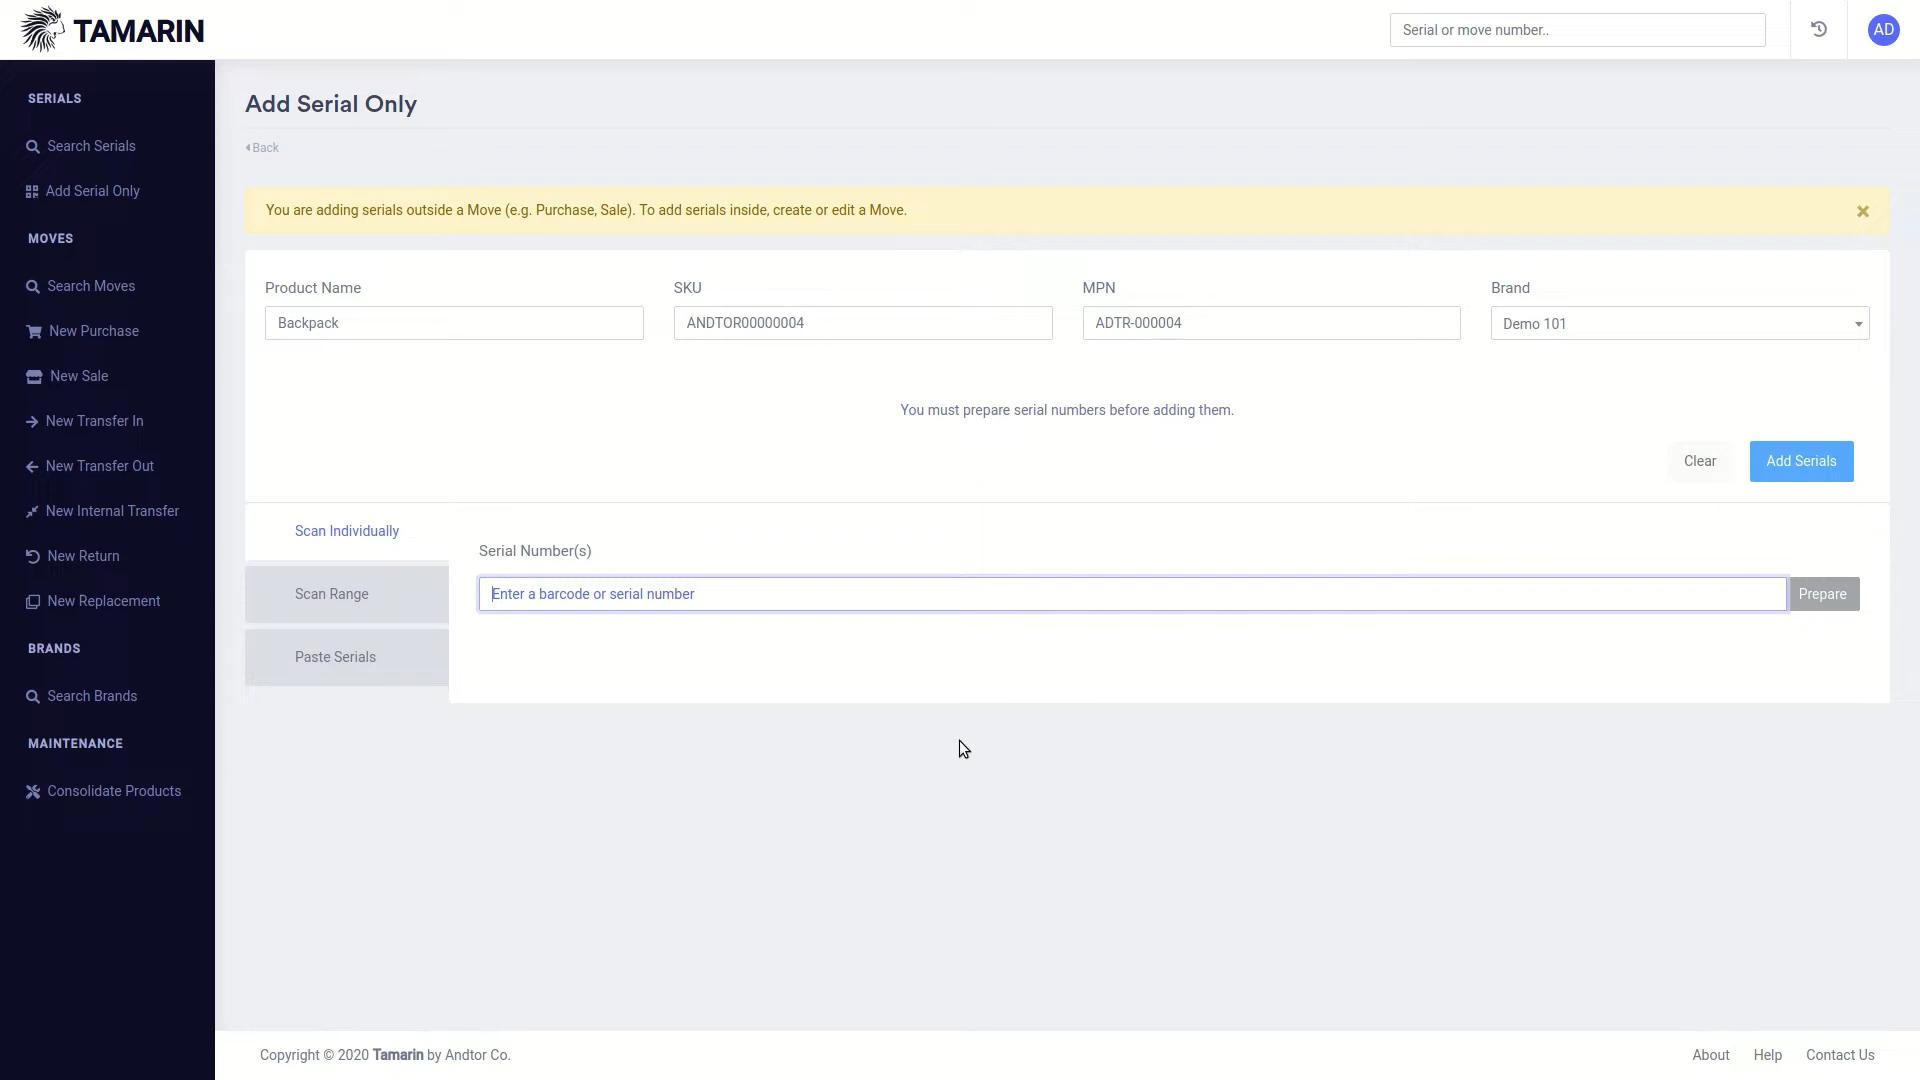 TAMARIN
Serial or move number..
AD
SERIALS
Search Serials
Add Serial Only
MOVES
Search Moves
New Purchase
New Sale
New Transfer In
New Transfer Out
New Internal Transfer
New Return
New Replacement
BRANDS
Search Brands
MAINTENANCE
Consolidate Products
Add Serial Only
Back
You are adding serials outside a Move (e.g. Purchase, Sale). To add serials inside, create or edit a Move.
Product Name
SKU
MPN
Brand
Backpack
ANDTOR00000004
ADTR-000004
Demo 101
You must prepare serial numbers before adding them.
Clear
Add Serials
Scan Individually
Scan Range
Paste Serials
Serial Number(s)
Enter a barcode or serial number
Prepare
Copyright © 2020 Tamarin by Andtor Co.
About
Help
Contact Us